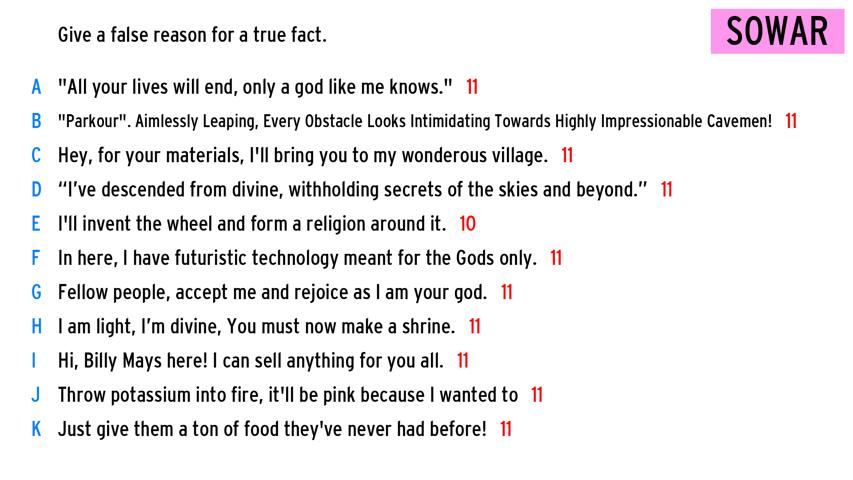 Give a false reason for a true fact.
SOWAR
A "All your lives will end, only a god like me knows." 11
B "Parkour". Aimlessly Leaping, Every Obstacle Looks Intimidating Towards Highly Impressionable Cavemen! 11
C Hey, for your materials, I'll bring you to my wonderous village. 11
D “I’ve descended from divine, withholding secrets of the skies and beyond.” 11
E I'll invent the wheel and form a religion around it. 10
F In here, I have futuristic technology meant for the Gods only. 11
G Fellow people, accept me and rejoice as I am your god. 11
H I am light, I’m divine, You must now make a shrine. 11
I Hi, Billy Mays here! I can sell anything for you all. 11
J Throw potassium into fire, it'll be pink because I wanted to 11
K Just give them a ton of food they've never had before! 11